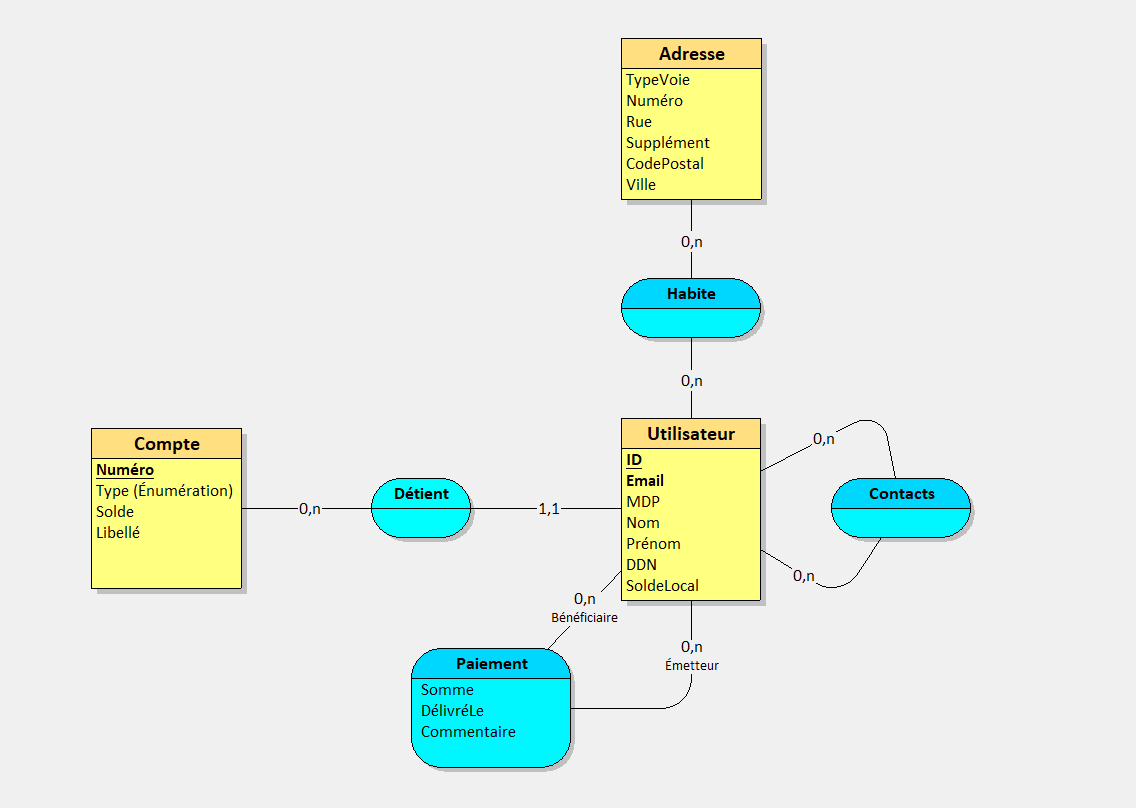 Adresse
TypeVoie
Numéro
Rue
Supplément
CodePostal
Ville
0,n
Habite
0,n
Compte
Numéro
Type (Énumération)
Solde
Libellé
0,n
Détient
1,1
Utilisateur
ID
Email
MDP
Nom
Prénom
DDN
SoldeLocal
0,n
Contacts
0,n
0,n
Bénéficiaire
0,n
Émetteur
Paiement
Somme
DélivréLe
Commentaire